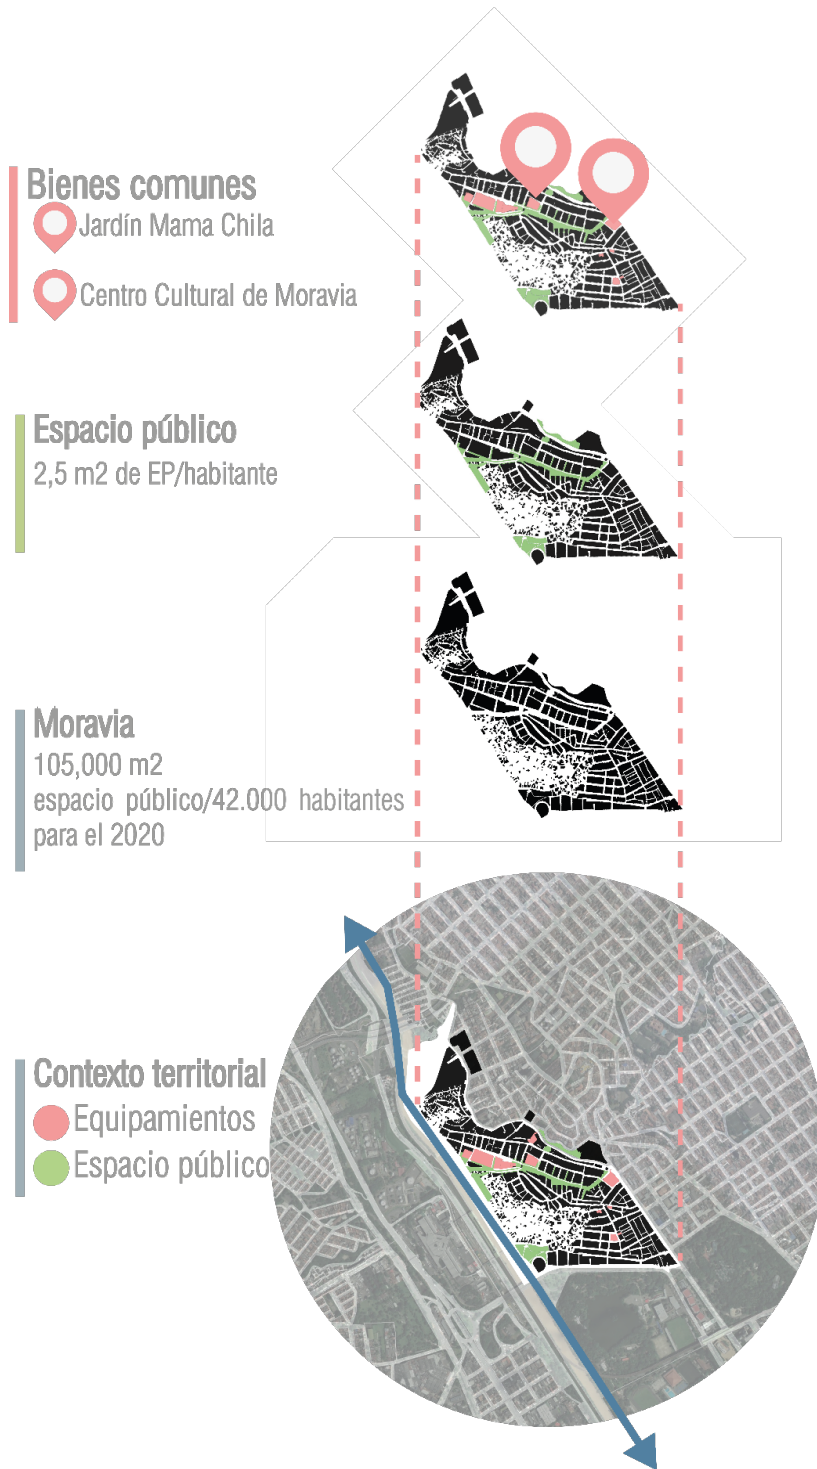 Bienes comunes
Jardín Mama Chila
Centro Cultural de Moravia
Espacio público
2,5 m2 de EP/habitante
Moravia
105,000 m2
espacio público/42.000 habitantes
para el 2020
Contexto territorial
Equipamientos
Espacio público